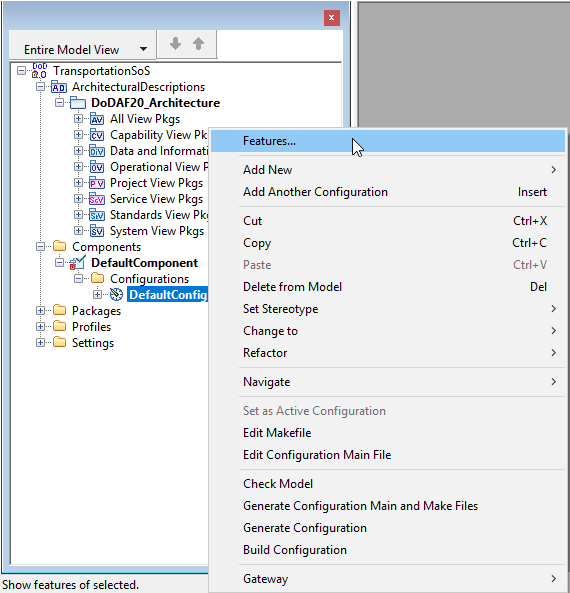 Entire Model View
TransportationSoS
ArchitecturalDescriptions
DoDAF20_Architecture
All View Pkgs
Capability View Pk
Data and Informati
Operational View P
Project View Pkgs
Service View Pkgs
Standards View Pkg
System View Pkgs
Components
DefaultComponent
Configurations
DefaultConfig
Packages
Profiles
Settings
Features...
Add New
Add Another Configuration Insert
Cut Ctrl+X
Copy Ctrl+C
Paste Ctrl+V
Delete from Model Del
Set Stereotype
Change to
Refactor
Navigate
Set as Active Configuration
Edit Makefile
Edit Configuration Main File
Check Model
Generate Configuration Main and Make Files
Generate Configuration
Build Configuration
Gateway
Show features of selected.